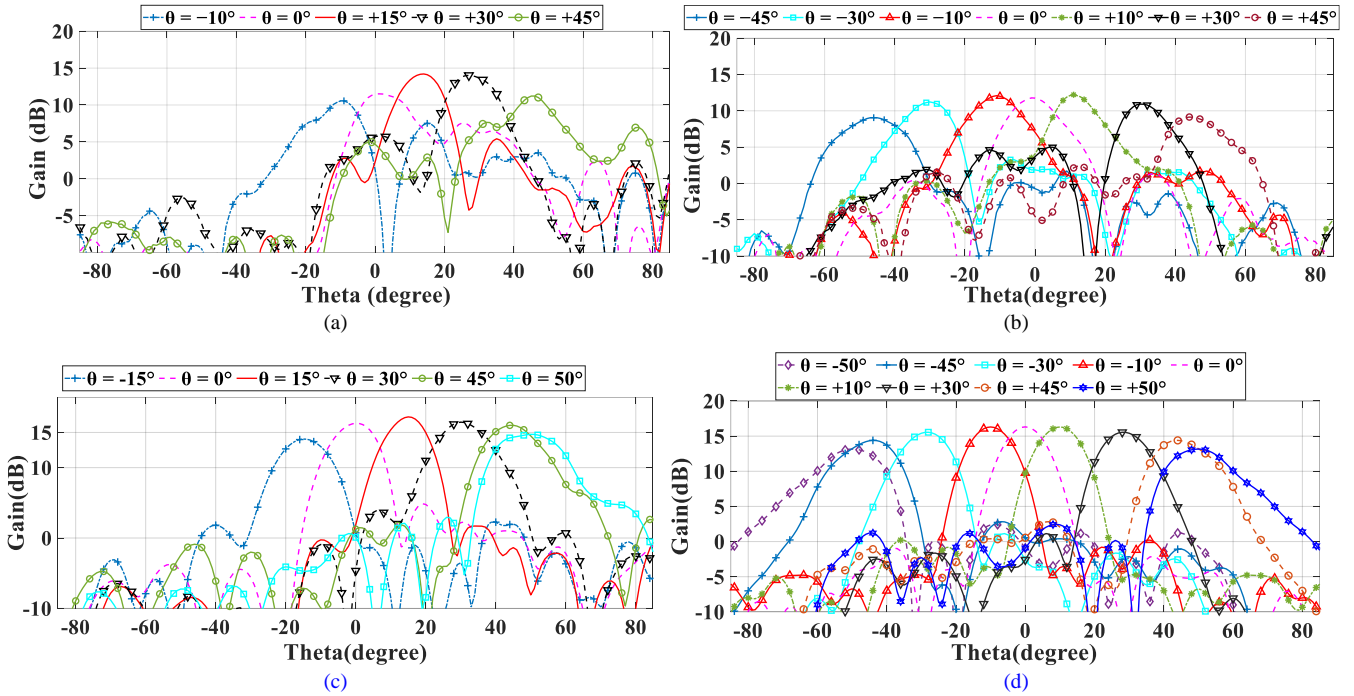 θ = −10° θ = 0° θ = +15° θ = +30° θ = +45°
20
15
10
5
0
-5
Gain (dB)
-80 -60 -40 -20 0 20 40 60 80
Theta (degree)
(a)
θ = −45° θ = −30° θ = −10° θ = 0° θ = +10° θ = +30° θ = +45°
20
15
10
5
0
-5
-10
Gain (dB)
-80 -60 -40 -20 0 20 40 60 80
Theta(degree)
(b)
θ = -15° θ = 0° θ = 15° θ = 30° θ = 45° θ = 50°
15
10
0
-10
Gain(dB)
-80 -60 -40 -20 0 20 40 60 80
Theta(degree)
(c)
θ = -50° θ = -45° θ = -30° θ = -10° θ = 0°
θ = +10° θ = +30° θ = +45° θ = +50°
20
15
10
5
0
-5
-10
Gain(dB)
-80 -60 -40 -20 0 20 40 60 80
Theta(degree)
(d)